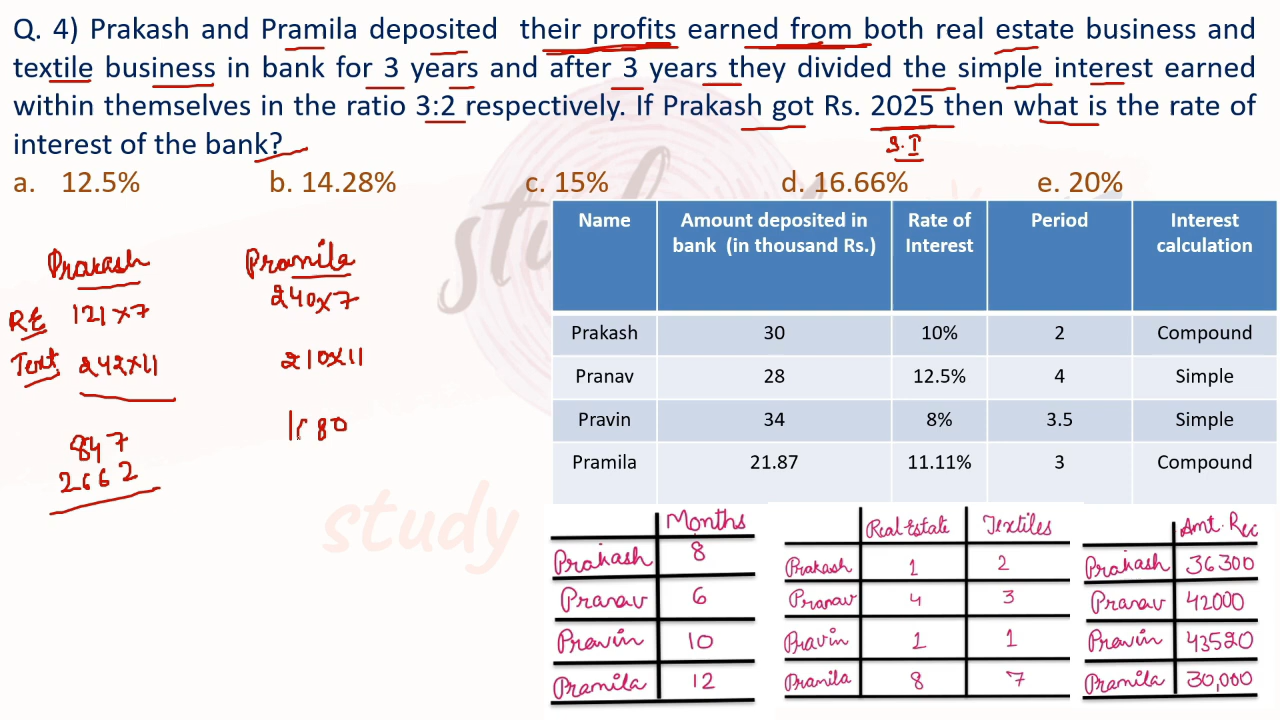 Q. 4) Prakash and Pramila deposited their profits earned from both real estate business and
textile business in bank for 3 years and after 3 years they divided the simple interest earned
within themselves in the ratio 3:2 respectively. If Prakash got Rs. 2025 then what is the rate of
interest of the bank?
S.I
a. 12.5% b. 14.28% c. 15% d. 16.66% e. 20%
Name Amount deposited in bank (in thousand Rs.) Rate of Interest Period Interest calculation
Prakash 30 10% 2 Compound
Pranav 28 12.5% 4 Simple
Pravin 34 8% 3.5 Simple
Pramila 21.87 11.11% 3 Compound
Prakash Pramila
RE 121×7 240×7
Text 242×11 210×11
847 1680
2662
study
Months
Prakash 8
Pranav 6
Pravin 10
Pramila 12
Real Estate Textiles
Prakash 1 2
Pranav 4 3
Pravin 1 1
Pramila 8 7
Amt. Rec
Prakash 36300
Pranav 42000
Pravin 43520
Pramila 30,000